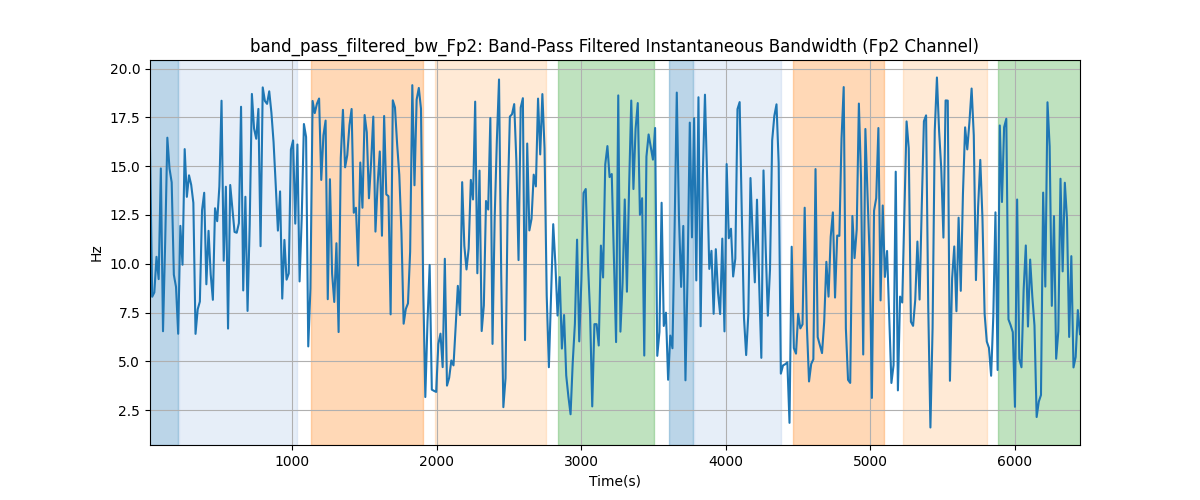 band_pass_filtered_bw_Fp2: Band-Pass Filtered Instantaneous Bandwidth (Fp2 Channel)
20.0
17.5
15.0
12.5
10.0
7.5
5.0
2.5
Hz
1000 2000 3000 4000 5000 6000
Time(s)